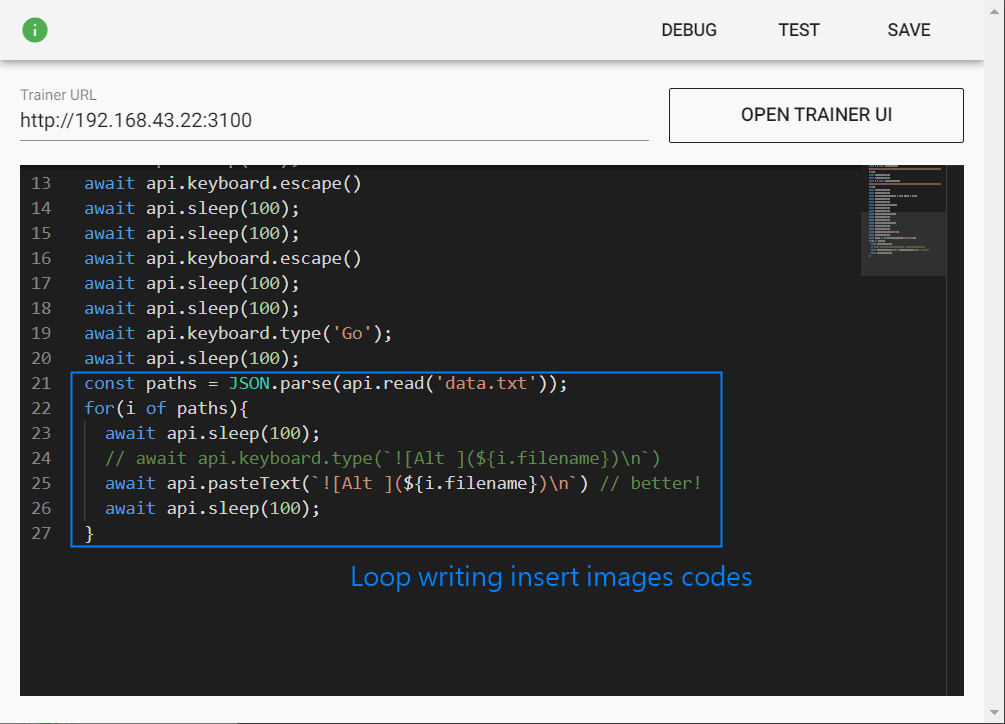 i
DEBUG TEST SAVE
Trainer URL
http://192.168.43.22:3100
OPEN TRAINER UI
13 await api.keyboard.escape()
14 await api.sleep(100);
15 await api.sleep(100);
16 await api.keyboard.escape()
17 await api.sleep(100);
18 await api.sleep(100);
19 await api.keyboard.type('Go');
20 await api.sleep(100);
21 const paths = JSON.parse(api.read('data.txt'));
22 for(i of paths){
23 await api.sleep(100);
24 // await api.keyboard.type(`![Alt ](${i.filename})\n`)
25 await api.pasteText(`![Alt ](${i.filename})\n`) // better!
26 await api.sleep(100);
27 }
Loop writing insert images codes